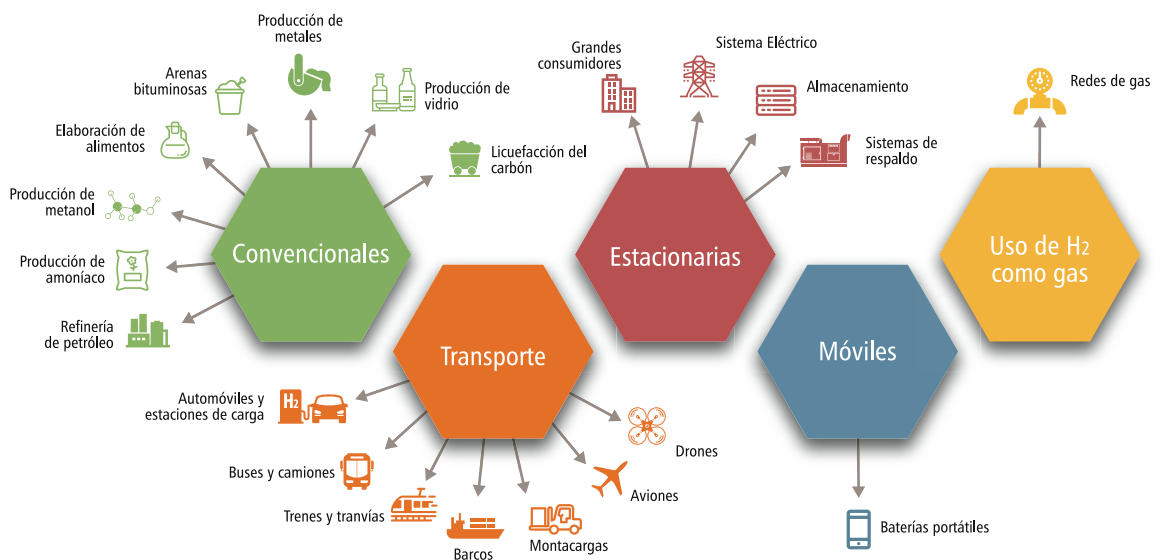 Producción de
metales
Arenas
bituminosas
Producción de
vidrio
Elaboración de
alimentos
Licuefacción del
carbón
Producción de
metanol
Producción de
amoníaco
Refinería
de petróleo
Convencionales
Grandes
consumidores
Sistema Eléctrico
Almacenamiento
Sistemas de
respaldo
Estacionarias
Redes de gas
Uso de H2
como gas
Transporte
Automóviles y
estaciones de carga
H2
Buses y camiones
Trenes y tranvías
Barcos
Montacargas
Aviones
Drones
Móviles
Baterías portátiles